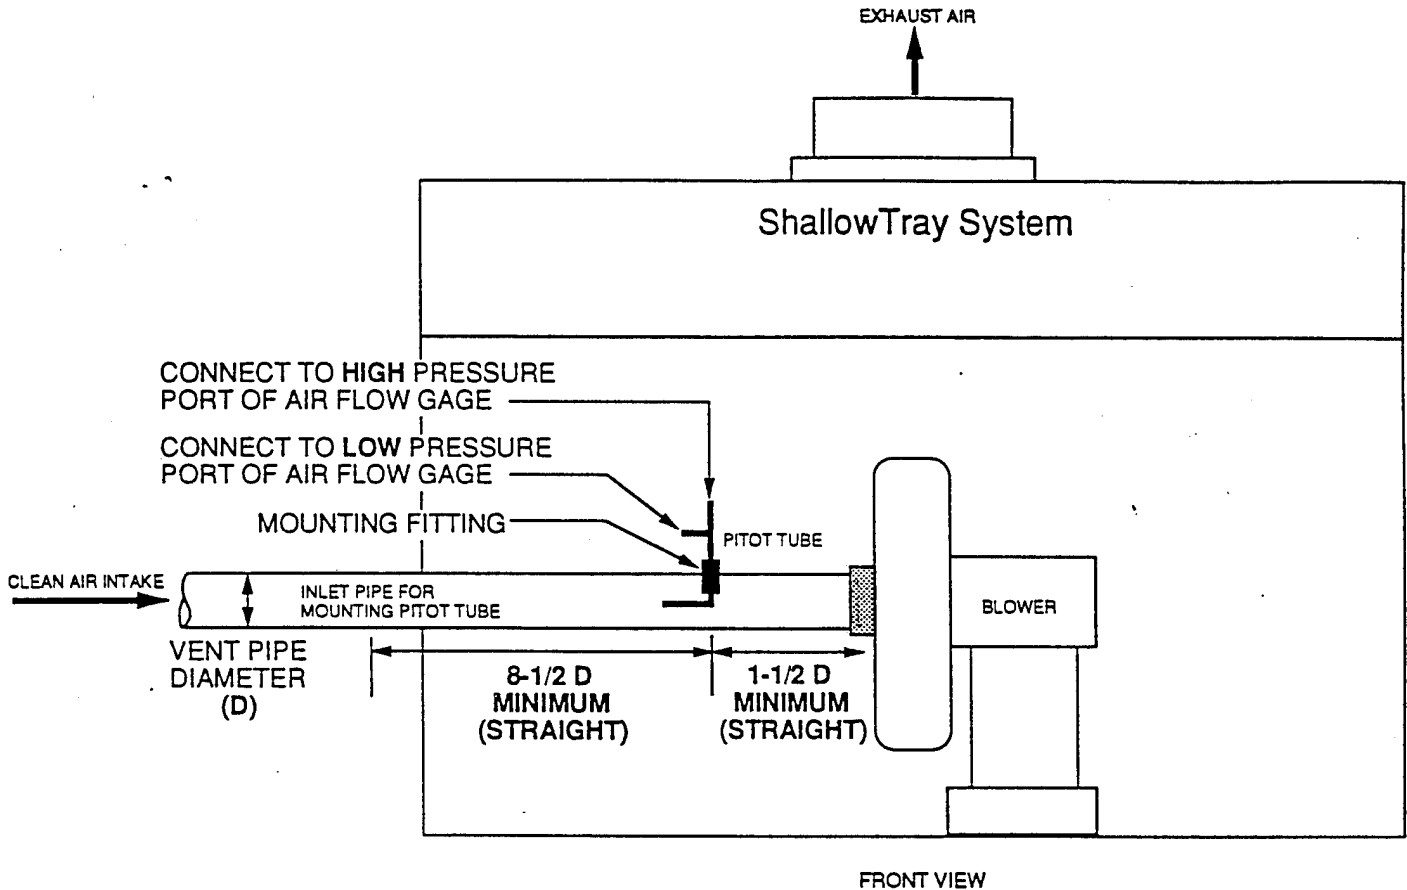 EXHAUST AIR
ShallowTray System
CONNECT TO HIGH PRESSURE
PORT OF AIR FLOW GAGE
CONNECT TO LOW PRESSURE
PORT OF AIR FLOW GAGE
MOUNTING FITTING
PITOT TUBE
CLEAN AIR INTAKE
INLET PIPE FOR
MOUNTING PITOT TUBE
BLOWER
VENT PIPE
DIAMETER
(D)
8-1/2 D
MINIMUM
(STRAIGHT)
1-1/2 D
MINIMUM
(STRAIGHT)
FRONT VIEW